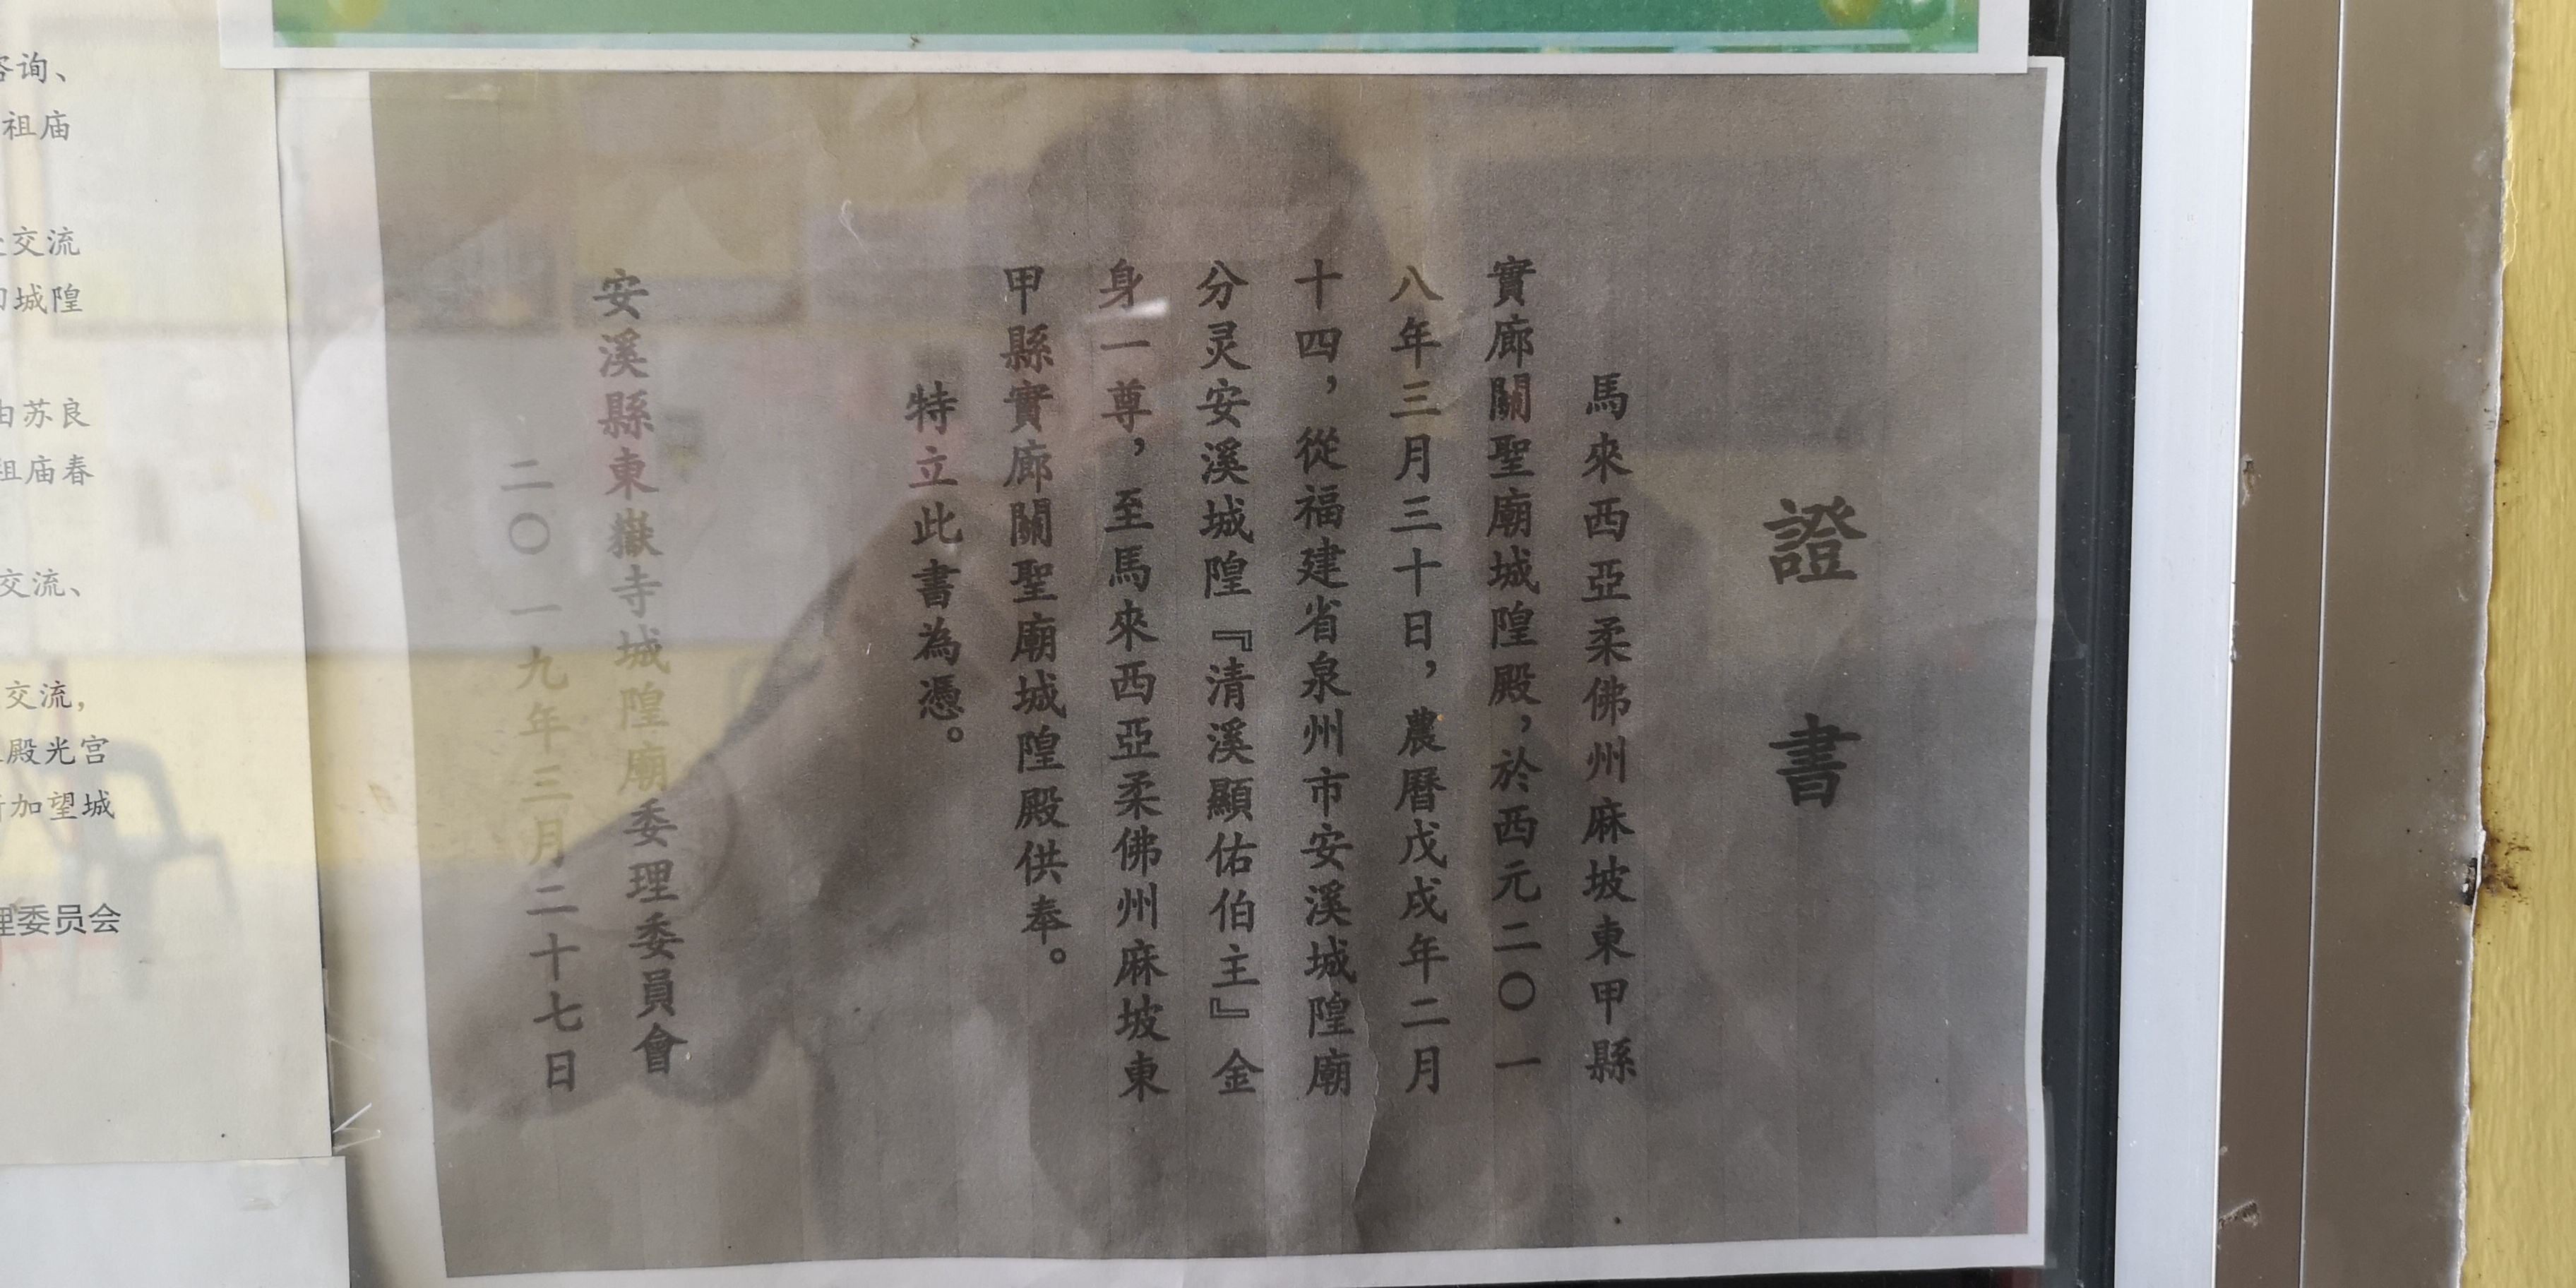 證書
馬來西亞柔佛州麻坡東甲縣
實廊關聖廟城隍殿，於西元二〇一
八年三月三十日，農曆戊戌年二月
十四，從福建省泉州市安溪城隍廟
分灵安溪城隍『清溪顯佑伯主』金
身一尊，至馬來西亞柔佛州麻坡東
甲縣實廊關聖廟城隍殿供奉。
特立此書為憑。
安溪縣東嶽寺城隍廟委理委員會
二〇一九年三月二十七日
咨询、
祖庙
交流
城隍
由苏良
祖庙春
交流、
交流，
殿光宫
加望城
理委员会